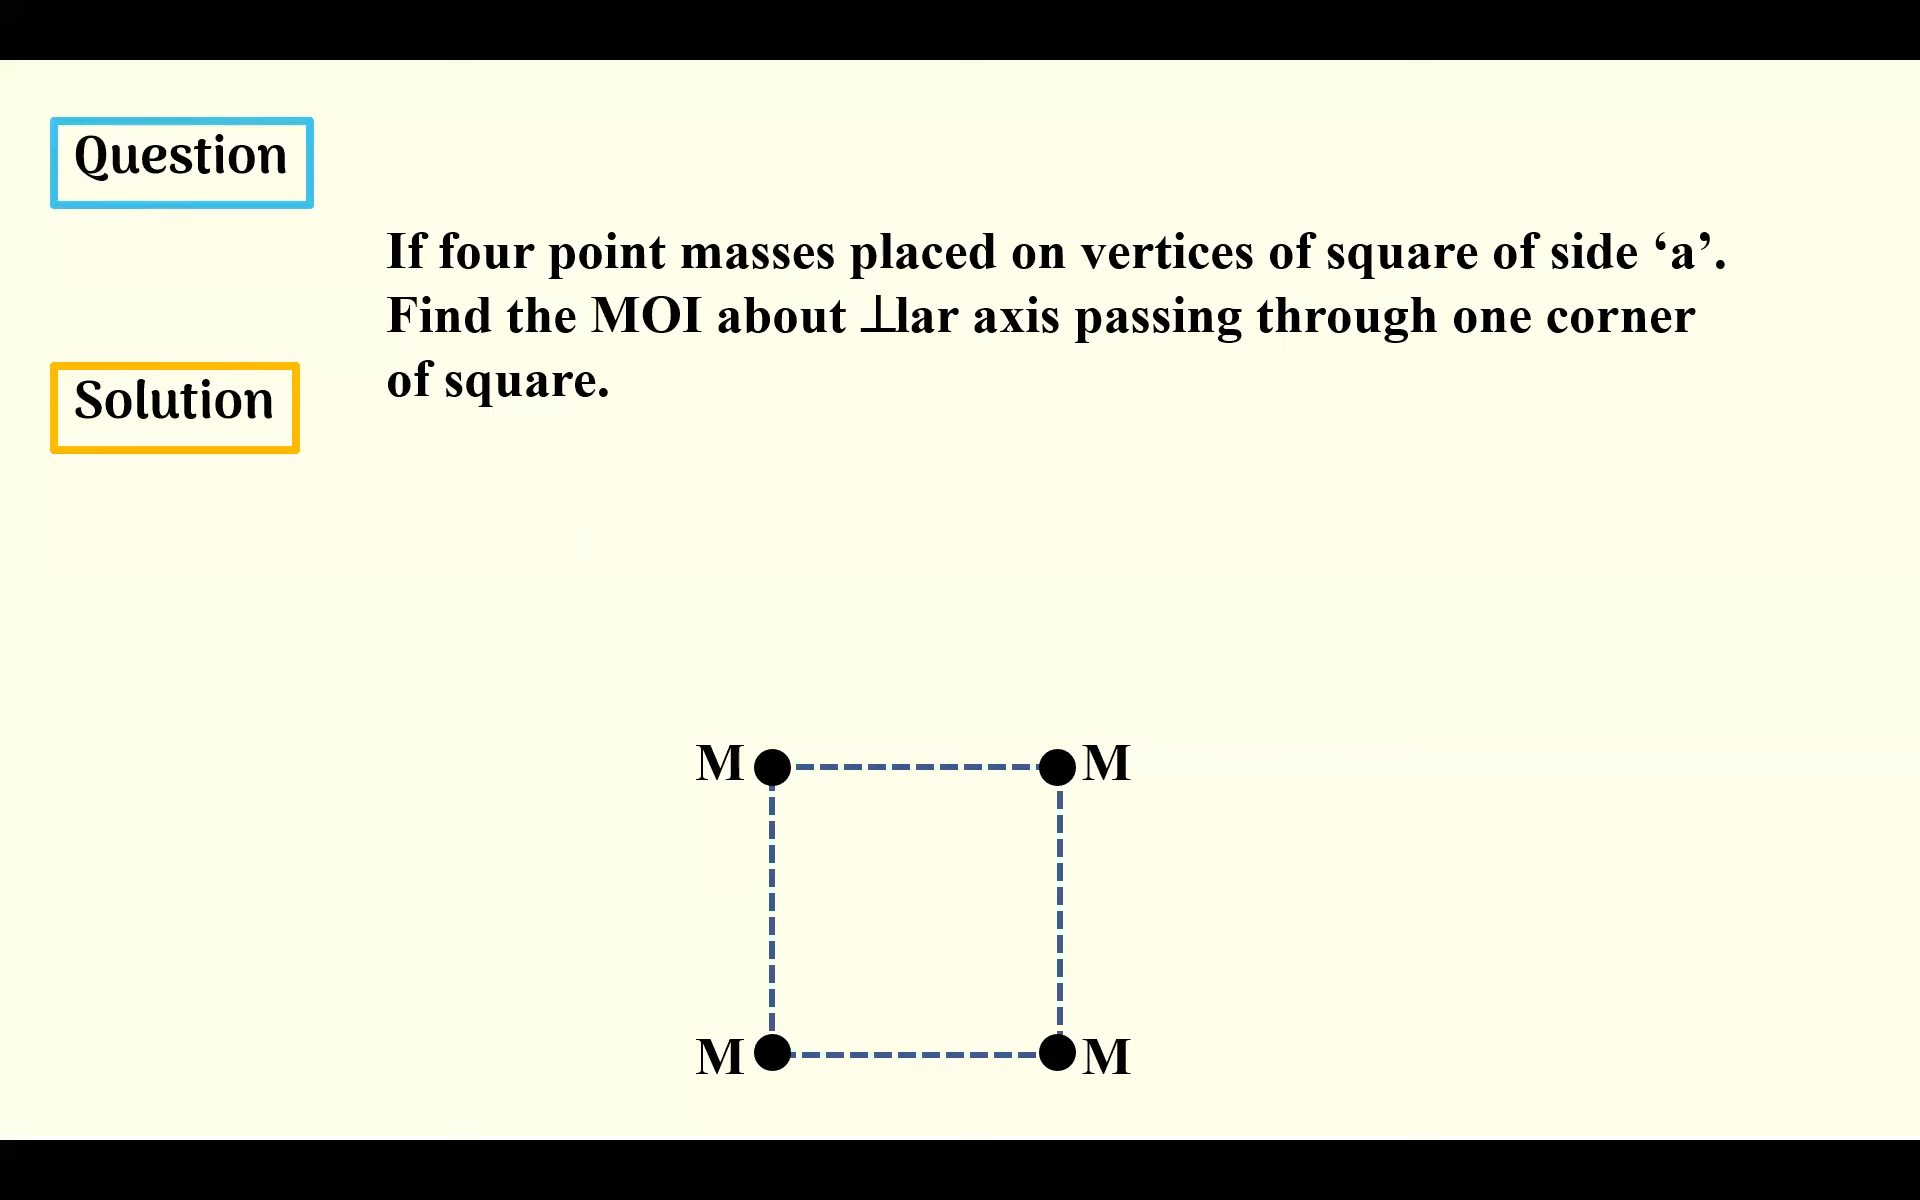 Question
If four point masses placed on vertices of square of side ‘a’.
Find the MOI about ⊥lar axis passing through one corner
of square.
Solution
M M
M M